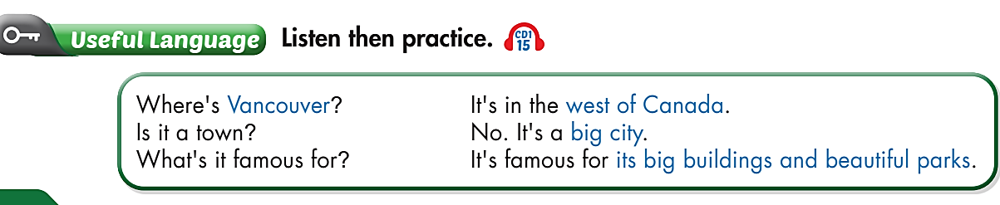 Useful Language Listen then practice. CD1 15
Where's Vancouver? It's in the west of Canada.
Is it a town? No. It's a big city.
What's it famous for? It's famous for its big buildings and beautiful parks.